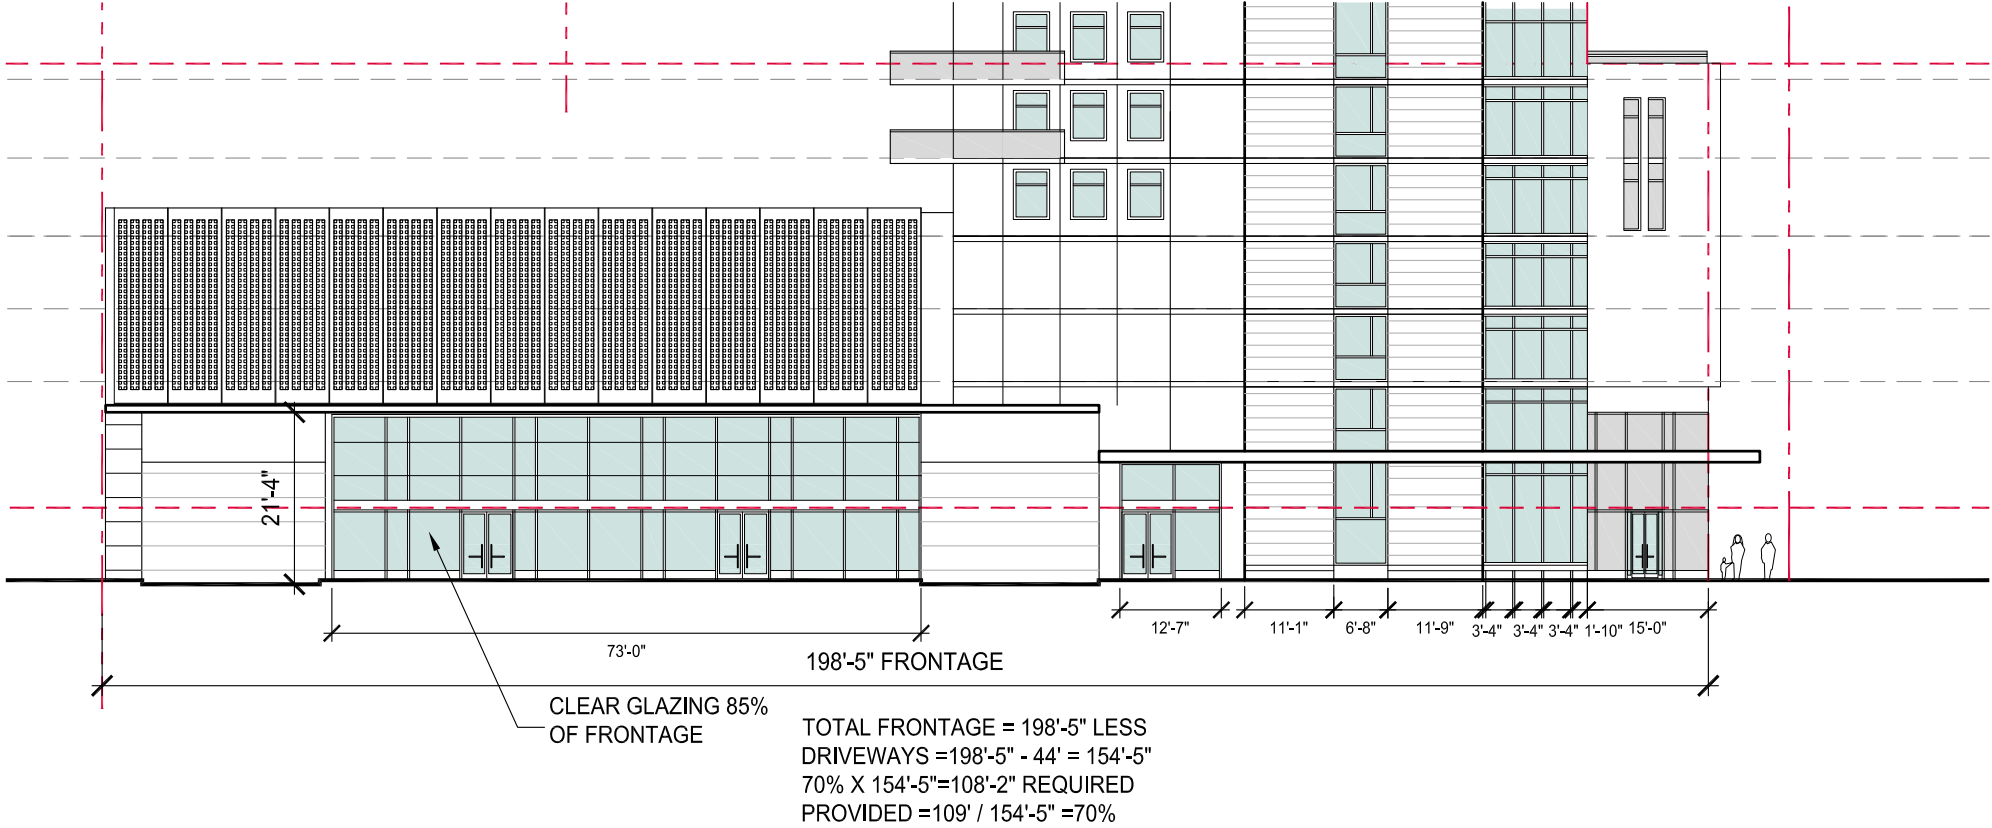 21'-4"
12'-7"
11'-1"
6'-8"
11'-9"
3'-4"
3'-4"
3'-4"
1'-10"
15'-0"
73'-0"
198'-5" FRONTAGE
CLEAR GLAZING 85%
OF FRONTAGE
TOTAL FRONTAGE = 198'-5" LESS
DRIVEWAYS =198'-5" - 44' = 154'-5"
70% X 154'-5"=108'-2" REQUIRED
PROVIDED =109' / 154'-5" =70%